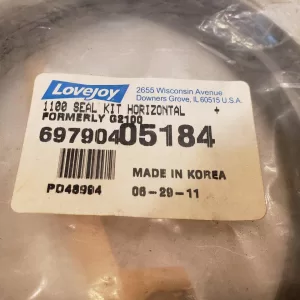 Lovejoy
2655 Wisconsin Avenue
Downers Grove, IL 60515 U.S.A.
1100 SEAL KIT HORIZONTAL +
FORMERLY G2100
69790405184
MADE IN KOREA
PO48994 06-29-11